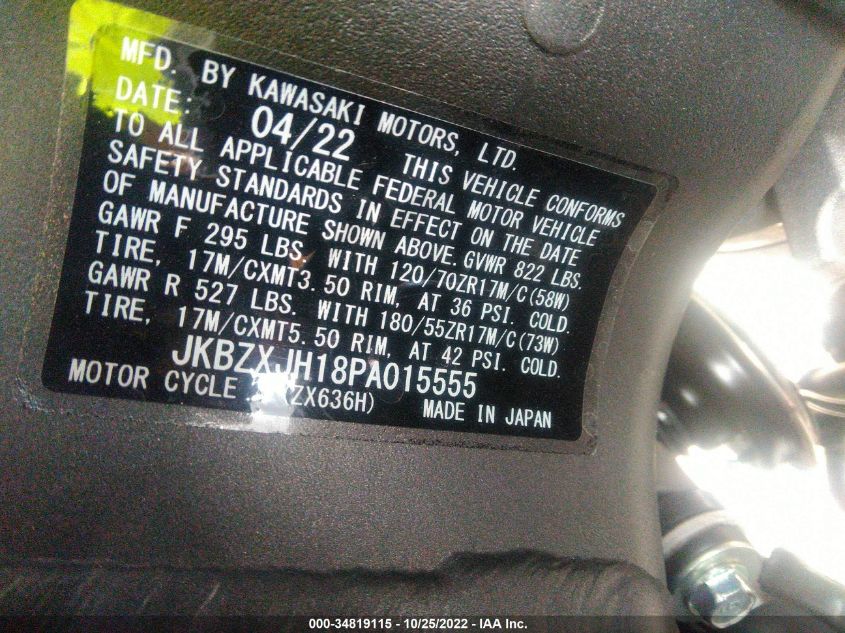 MFD. BY KAWASAKI MOTORS, LTD.
DATE: 04/22 THIS VEHICLE CONFORMS
TO ALL APPLICABLE FEDERAL MOTOR VEHICLE
SAFETY STANDARDS IN EFFECT ON THE DATE
OF MANUFACTURE SHOWN ABOVE. GVWR 822 LBS.
GAWR F 295 LBS. WITH 120/70ZR17M/C(58W)
TIRE, 17M/CXMT3.50 RIM, AT 36 PSI. COLD.
GAWR R 527 LBS. WITH 180/55ZR17M/C(73W)
TIRE, 17M/CXMT5.50 RIM, AT 42 PSI. COLD.
JKBZXJH18PA015555
MOTOR CYCLE (ZX636H) MADE IN JAPAN
000-34819115 - 10/25/2022 - IAA Inc.